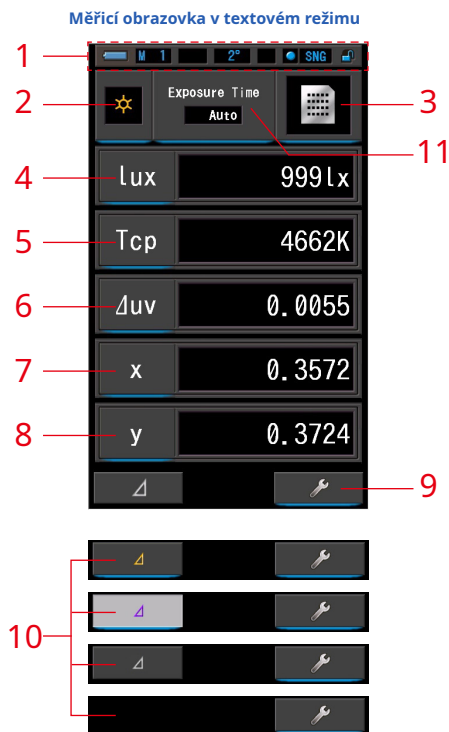 Měřicí obrazovka v textovém režimu
1
M 1 2° SNG
2
Exposure Time
Auto
3
11
4
lux 999lx
5
Tcp 4662K
6
⊿uv 0.0055
7
x 0.3572
8
y 0.3724
⊿
9
⊿
⊿
10
⊿